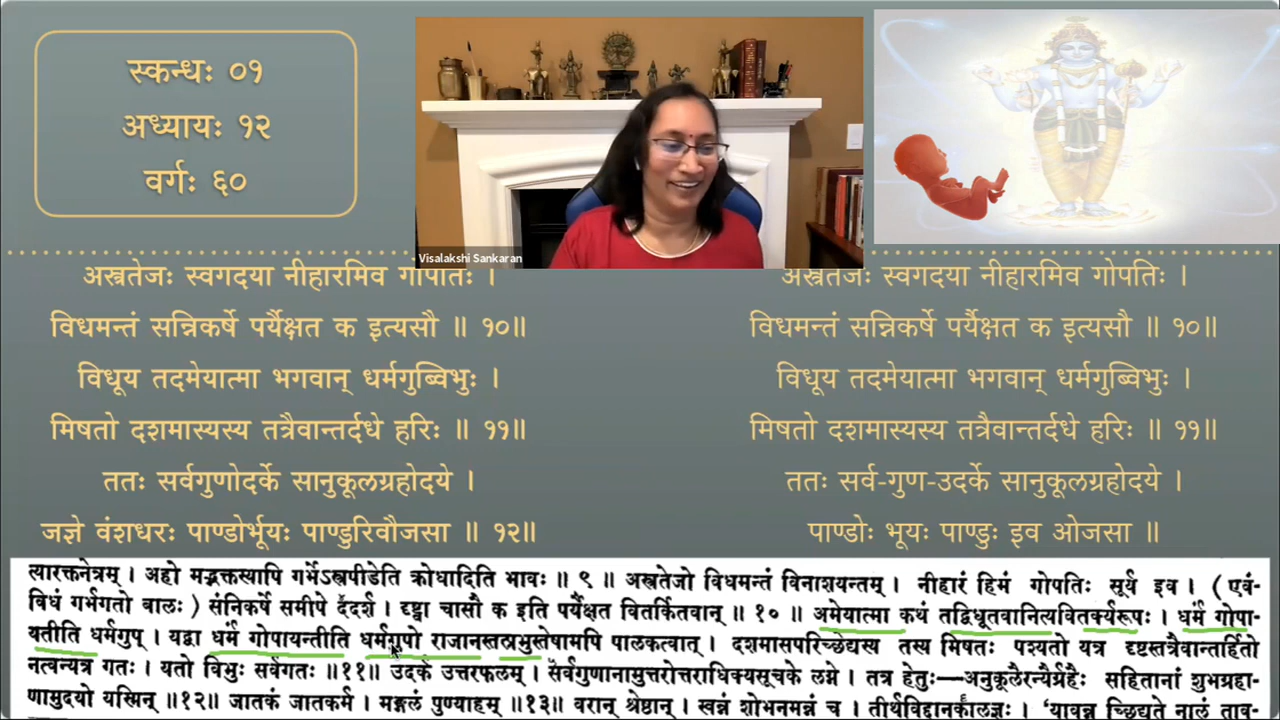 स्कन्धः ०१
अध्यायः १२
वर्गः ६०
Visalakshi Sankaran
अस्त्रतेजः स्वगदया नीहारमिव गोपतिः ।
विधमन्तं सन्निकर्षे पर्यैक्षत क इत्यसौ ॥ १०॥
विधूय तदमेयात्मा भगवान् धर्मगुब्विभुः ।
मिषतो दशमास्यस्य तत्रैवान्तर्दधे हरिः ॥ ११॥
ततः सर्वगुणोदर्के सानुकूलग्रहोदये ।
जज्ञे वंशधरः पाण्डोर्भूयः पाण्डुरिवौजसा ॥ १२॥
अस्त्रतेजः स्वगदया नीहारमिव गोपतिः ।
विधमन्तं सन्निकर्षे पर्यैक्षत क इत्यसौ ॥ १०॥
विधूय तदमेयात्मा भगवान् धर्मगुब्विभुः ।
मिषतो दशमास्यस्य तत्रैवान्तर्दधे हरिः ॥ ११॥
ततः सर्व-गुण-उदर्के सानुकूलग्रहोदये ।
पाण्डोः भूयः पाण्डुः इव ओजसा ॥
त्यारक्तनेत्रम् । अहो मद्भक्तस्यापि गर्भेऽस्त्रपीडेति क्रोधादिति भावः ॥ ९ ॥ अस्त्रतेजो विधमन्तं विनाशयन्तम् । नीहारं हिमं गोपतिः सूर्य इव । ( एवं-
विधं गर्भगतो बालः ) संनिकर्षे समीपे ददर्श । दृष्ट्वा चासौ क इति पर्यैक्षत वितर्कितवान् ॥ १० ॥ अमेयात्मा कथं तद्विधूतवानित्यवितर्क्यरूपः । धर्मं गोपा-
यतीति धर्मगुप् । यद्वा धर्मं गोपायन्तीति धर्मगुपो राजानस्तत्प्रभुस्तेषामपि पालकत्वात् । दशमासपरिच्छेद्यस्य तस्य मिषतः पश्यतो यत्र दृष्टस्तत्रैवान्तर्हितो
नत्वन्यत्र गतः । यतो विभुः सर्वगतः ॥११॥ उदर्क उत्तरफलम् । सर्वगुणानामुत्तरोत्तराधिक्यसूचके लग्ने । तत्र हेतुः—अनुकूलैरन्यैर्ग्रहैः सहितानां शुभग्रहा-
णामुदयो यस्मिन् ॥१२॥ जातकं जातकर्म । मङ्गलं पुण्याहम् ॥१३॥ वरान् श्रेष्ठान् । स्वन्नं शोभनमन्नं च । तीर्थविद्दानकालज्ञः ।